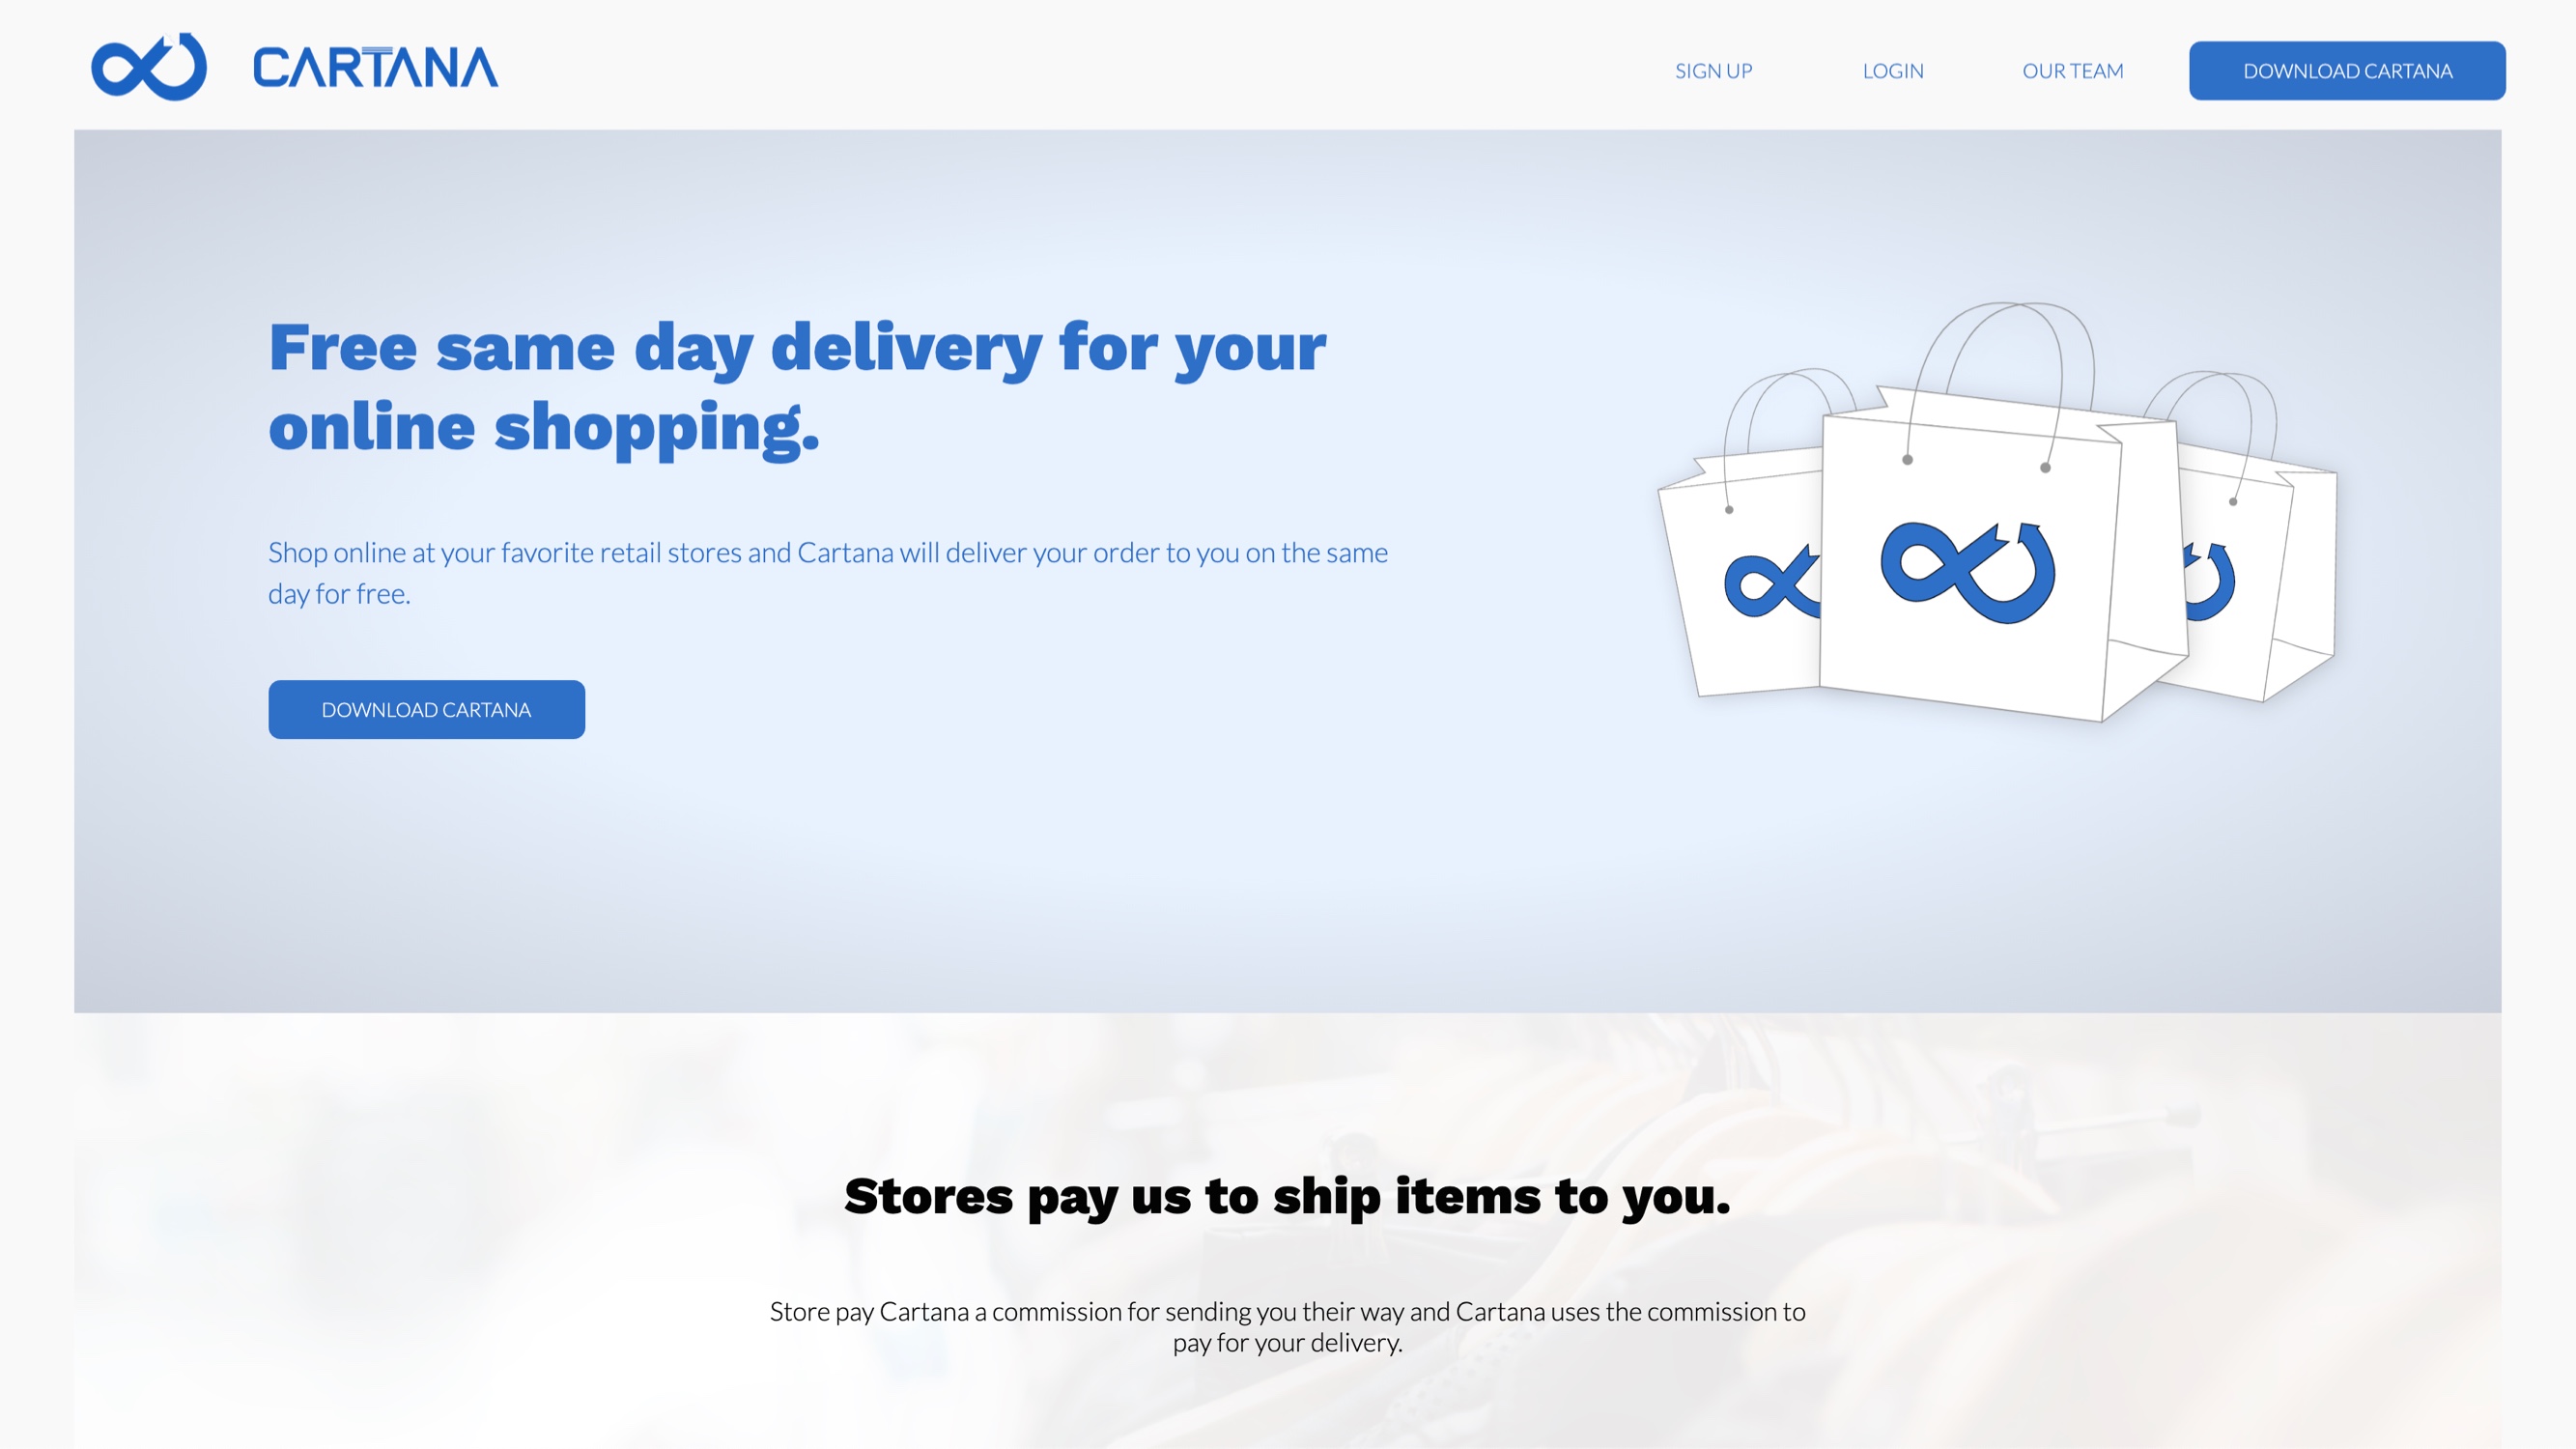 CARTANA
SIGN UP
LOGIN
OUR TEAM
DOWNLOAD CARTANA
Free same day delivery for your
online shopping.
Shop online at your favorite retail stores and Cartana will deliver your order to you on the same
day for free.
DOWNLOAD CARTANA
Stores pay us to ship items to you.
Store pay Cartana a commission for sending you their way and Cartana uses the commission to
pay for your delivery.